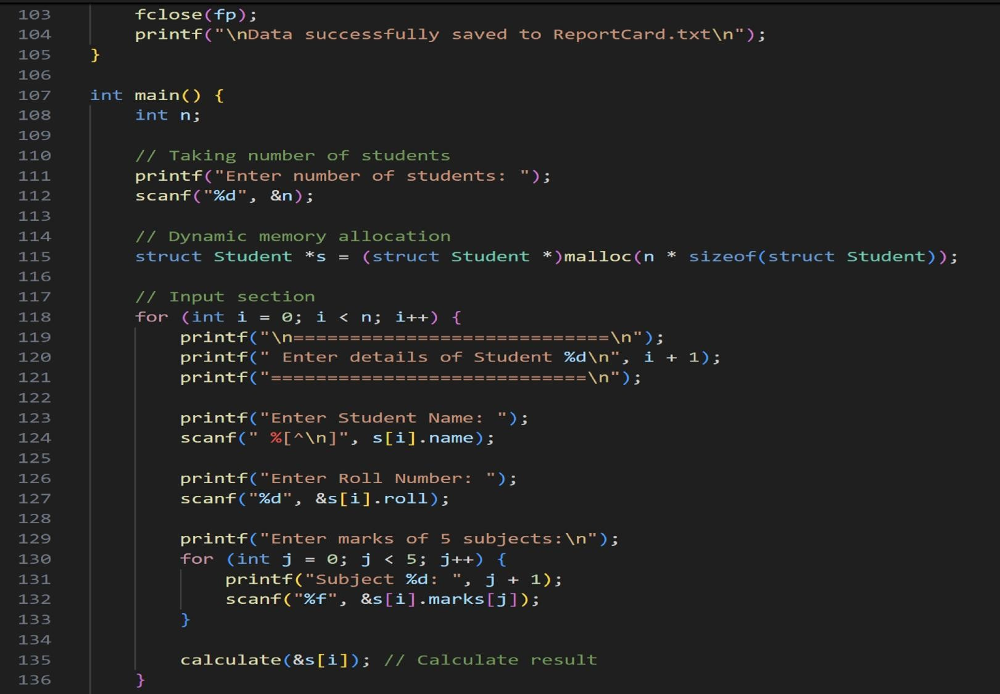 103 fclose(fp);
104 printf("\nData successfully saved to ReportCard.txt\n");
105 }
106
107 int main() {
108 int n;
109
110 // Taking number of students
111 printf("Enter number of students: ");
112 scanf("%d", &n);
113
114 // Dynamic memory allocation
115 struct Student *s = (struct Student *)malloc(n * sizeof(struct Student));
116
117 // Input section
118 for (int i = 0; i < n; i++) {
119 printf("\n============================\n");
120 printf(" Enter details of Student %d\n", i + 1);
121 printf("============================\n");
122
123 printf("Enter Student Name: ");
124 scanf(" %[^\n]", s[i].name);
125
126 printf("Enter Roll Number: ");
127 scanf("%d", &s[i].roll);
128
129 printf("Enter marks of 5 subjects:\n");
130 for (int j = 0; j < 5; j++) {
131 printf("Subject %d: ", j + 1);
132 scanf("%f", &s[i].marks[j]);
133 }
134
135 calculate(&s[i]); // Calculate result
136 }